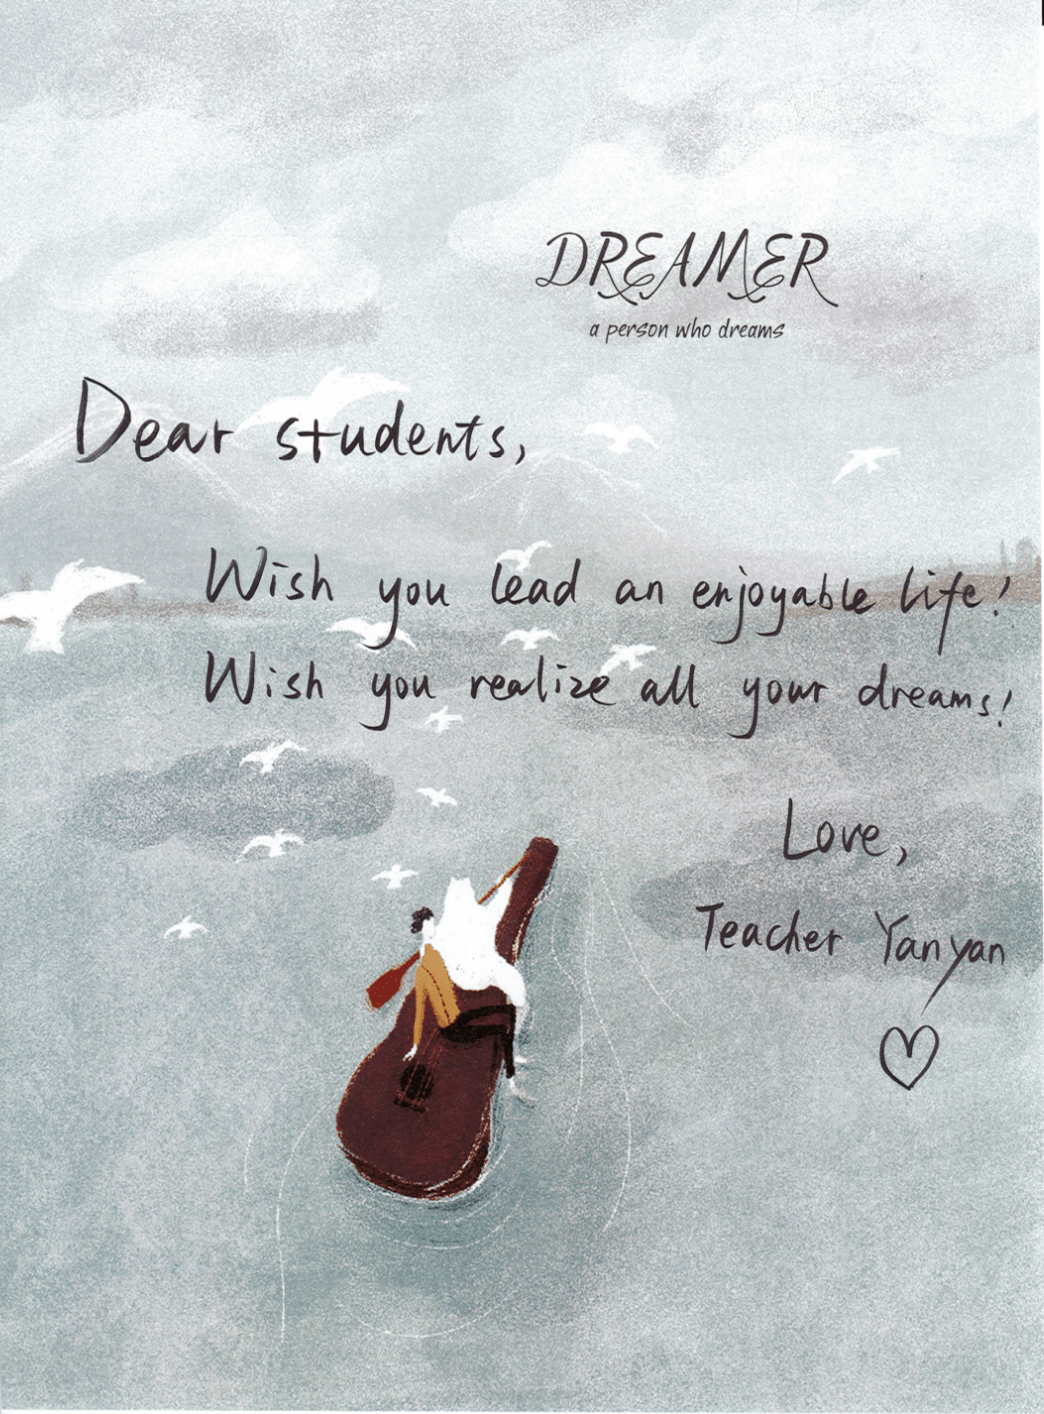 DREAMER
a person who dreams
Dear students,
Wish you lead an enjoyable life!
Wish you realize all your dreams!
Love,
Teacher Yanyan